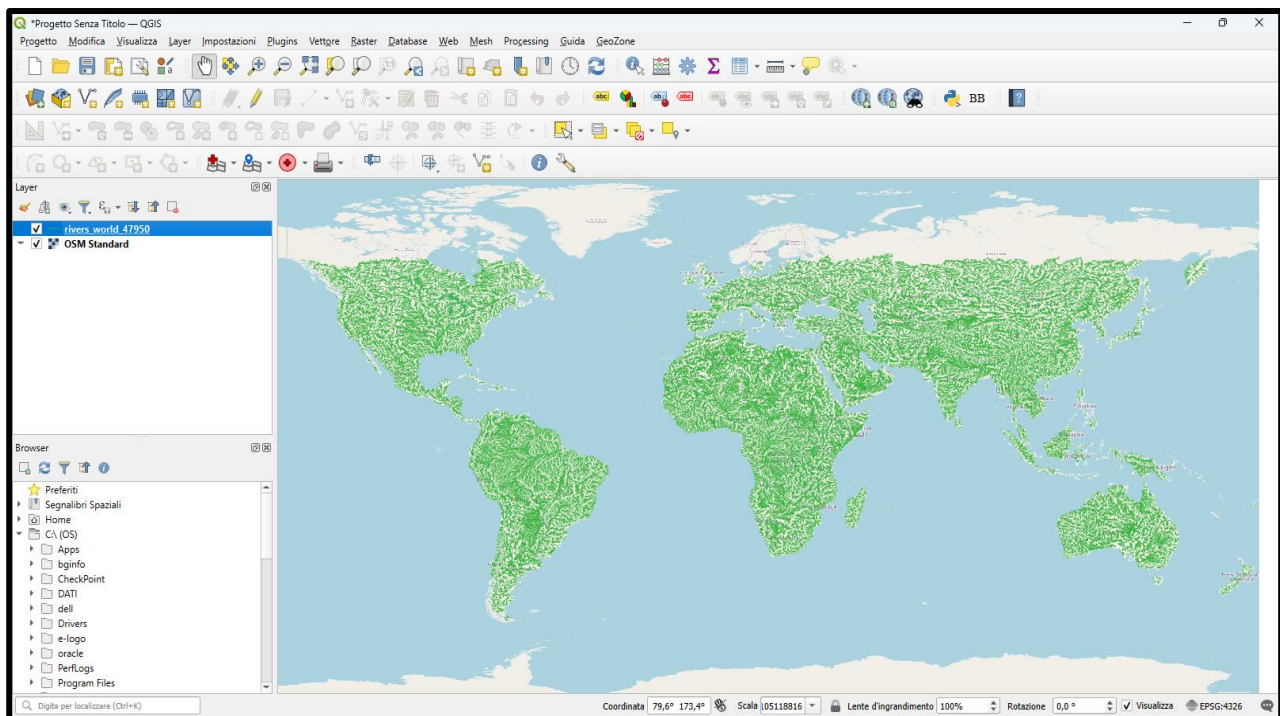 *Progetto Senza Titolo — QGIS
Progetto Modifica Visualizza Layer Impostazioni Plugins Vettore Raster Database Web Mesh Processing Guida GeoZone
abc abc abc BB ?
Layer
rivers_world_47950
OSM Standard
Browser
Preferiti
Segnalibri Spaziali
Home
C:\ (OS)
Apps
bginfo
CheckPoint
DATI
dell
Drivers
e-logo
oracle
PerfLogs
Program Files
Digita per localizzare (Ctrl+K) Coordinata 79,6° 173,4° Scala 105118816 Lente d'ingrandimento 100% Rotazione 0,0 ° Visualizza EPSG:4326